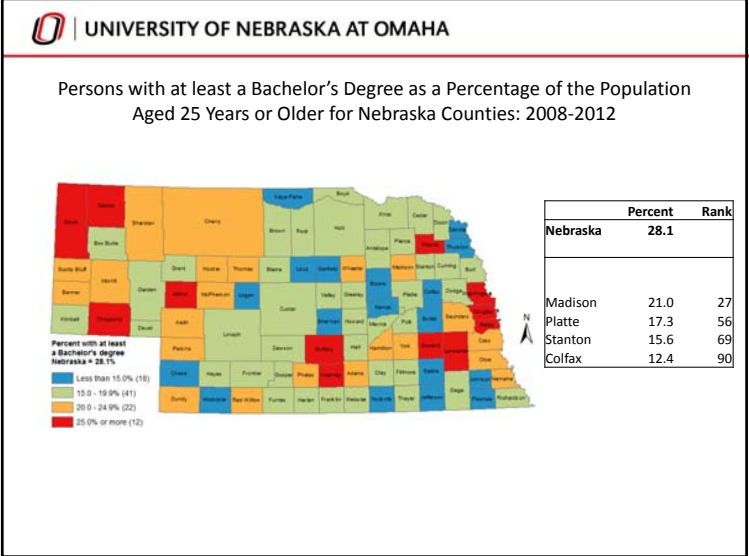 UNIVERSITY OF NEBRASKA AT OMAHA
Persons with at least a Bachelor's Degree as a Percentage of the Population
Aged 25 Years or Older for Nebraska Counties: 2008-2012
Keya Paha
Boyd
Sheridan
Cherry
Brown
Rock
Holt
Knox
Cedar
Dixon
Dakota
Box Butte
Antelope
Pierce
Wayne
Thurston
Scotts Bluff
Morrill
Garden
Grant
Hooker
Thomas
Blaine
Loup
Garfield
Wheeler
Madison
Stanton
Cuming
Burt
Banner
Arthur
McPherson
Logan
Custer
Valley
Greeley
Boone
Platte
Colfax
Dodge
Kimball
Cheyenne
Deuel
Keith
Lincoln
Sherman
Howard
Nance
Merrick
Polk
Butler
Saunders
N
Perkins
Dawson
Buffalo
Hall
Hamilton
York
Seward
Lancaster
Cass
Otoe
Chase
Hayes
Frontier
Gosper
Phelps
Kearney
Adams
Clay
Fillmore
Saline
Gage
Johnson
Nemaha
Dundy
Hitchcock
Red Willow
Furnas
Harlan
Franklin
Webster
Nuckolls
Thayer
Jefferson
Pawnee
Richardson
Percent with at least
a Bachelor's degree
Nebraska = 28.1%
Less than 15.0% (18)
15.0 - 19.9% (41)
20.0 - 24.9% (22)
25.0% or more (12)
Percent Rank
Nebraska 28.1
Madison 21.0 27
Platte 17.3 56
Stanton 15.6 69
Colfax 12.4 90